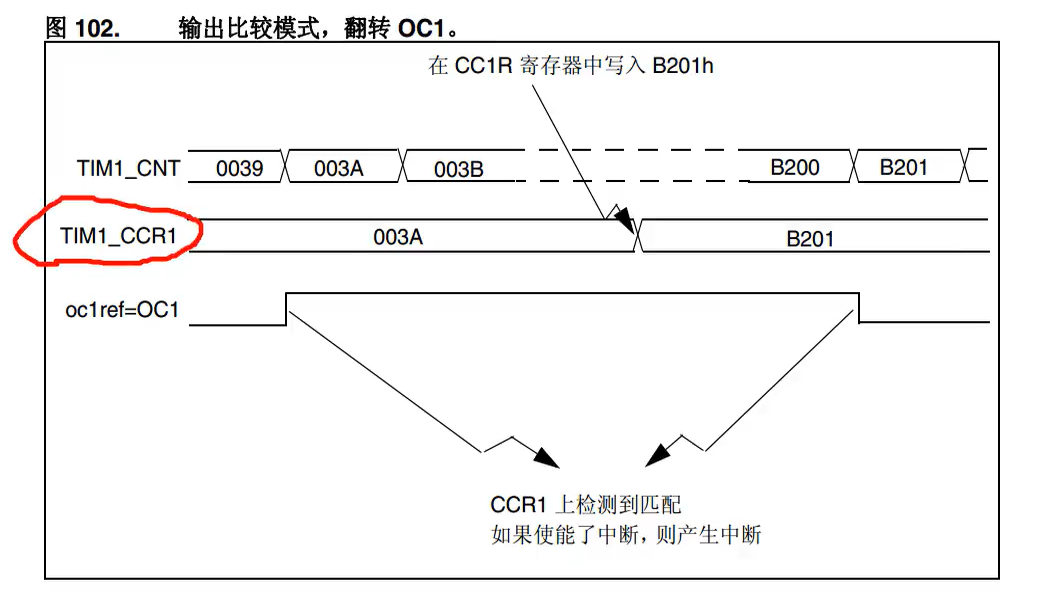 图 102. 输出比较模式，翻转 OC1。
在 CC1R 寄存器中写入 B201h
TIM1_CNT 0039 003A 003B B200 B201
TIM1_CCR1 003A B201
oc1ref=OC1
CCR1 上检测到匹配
如果使能了中断，则产生中断